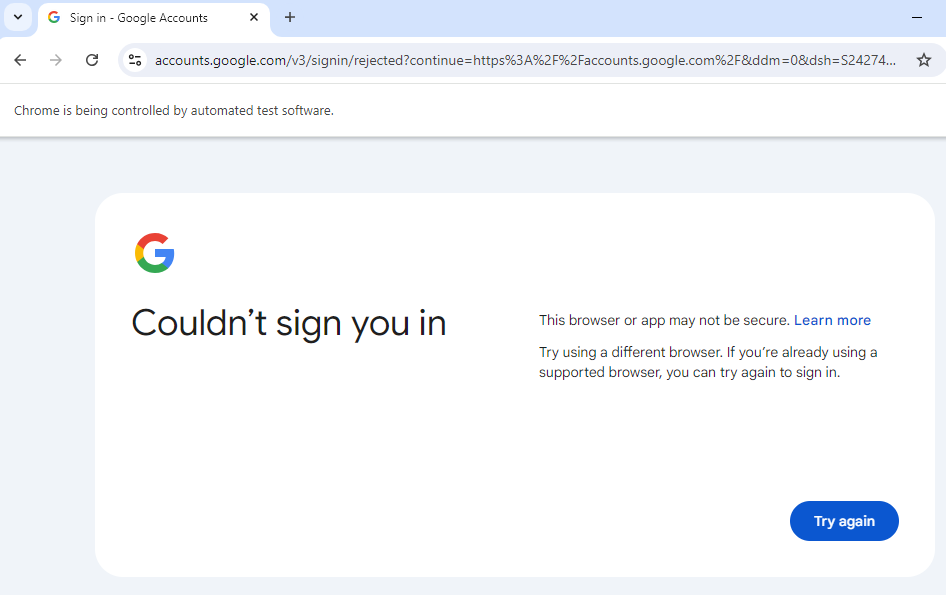 Sign in - Google Accounts
accounts.google.com/v3/signin/rejected?continue=https%3A%2F%2Faccounts.google.com%2F&ddm=0&dsh=S24274...
Chrome is being controlled by automated test software.
Couldn’t sign you in
This browser or app may not be secure. Learn more
Try using a different browser. If you’re already using a
supported browser, you can try again to sign in.
Try again